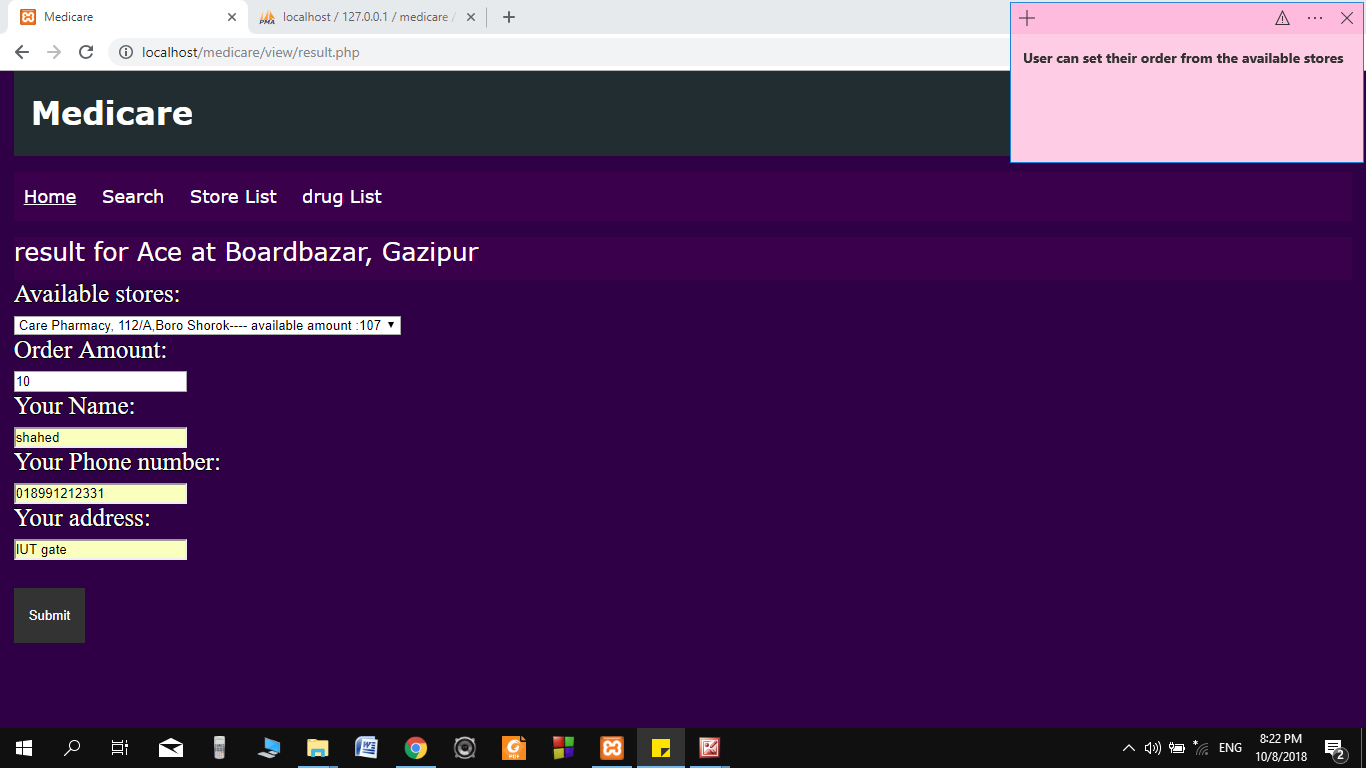 Medicare
localhost / 127.0.0.1 / medicare /
localhost/medicare/view/result.php
User can set their order from the available stores
Medicare
Home Search Store List drug List
result for Ace at Boardbazar, Gazipur
Available stores:
Care Pharmacy, 112/A,Boro Shorok---- available amount :107
Order Amount:
10
Your Name:
shahed
Your Phone number:
018991212331
Your address:
IUT gate
Submit
ENG
8:22 PM
10/8/2018
2